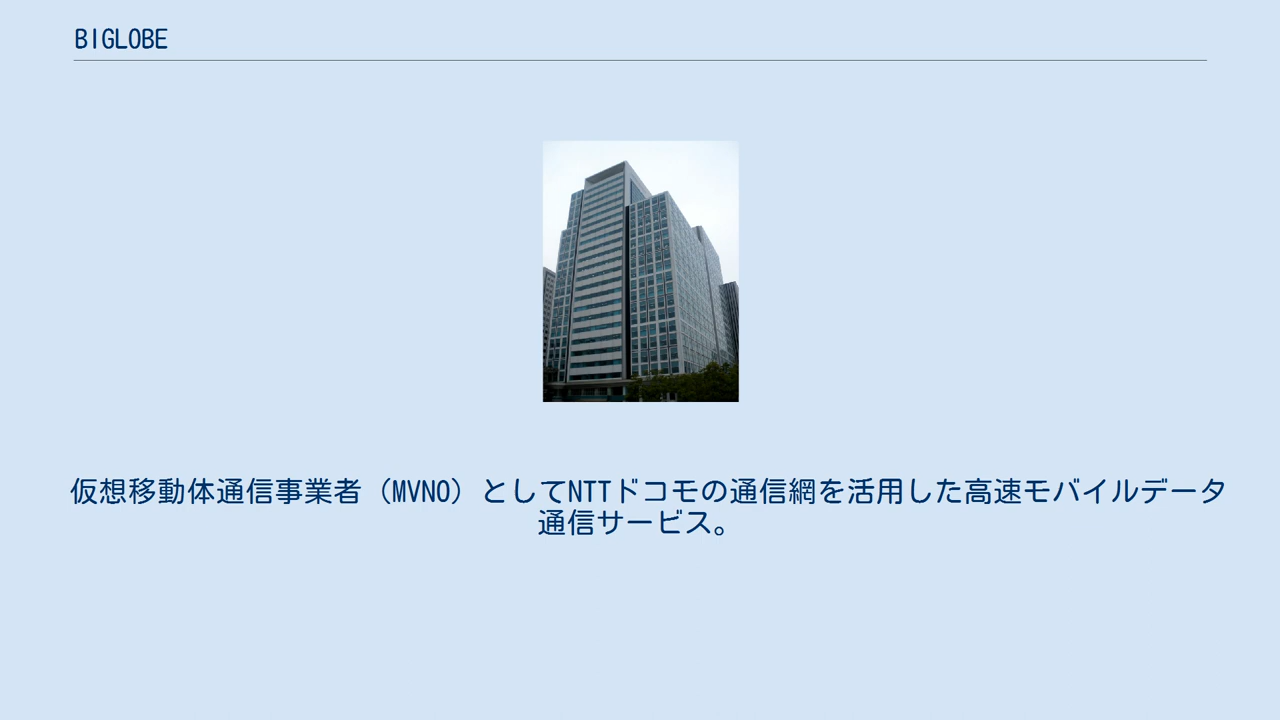 BIGLOBE
仮想移動体通信事業者（MVNO）としてNTTドコモの通信網を活用した高速モバイルデータ
通信サービス。